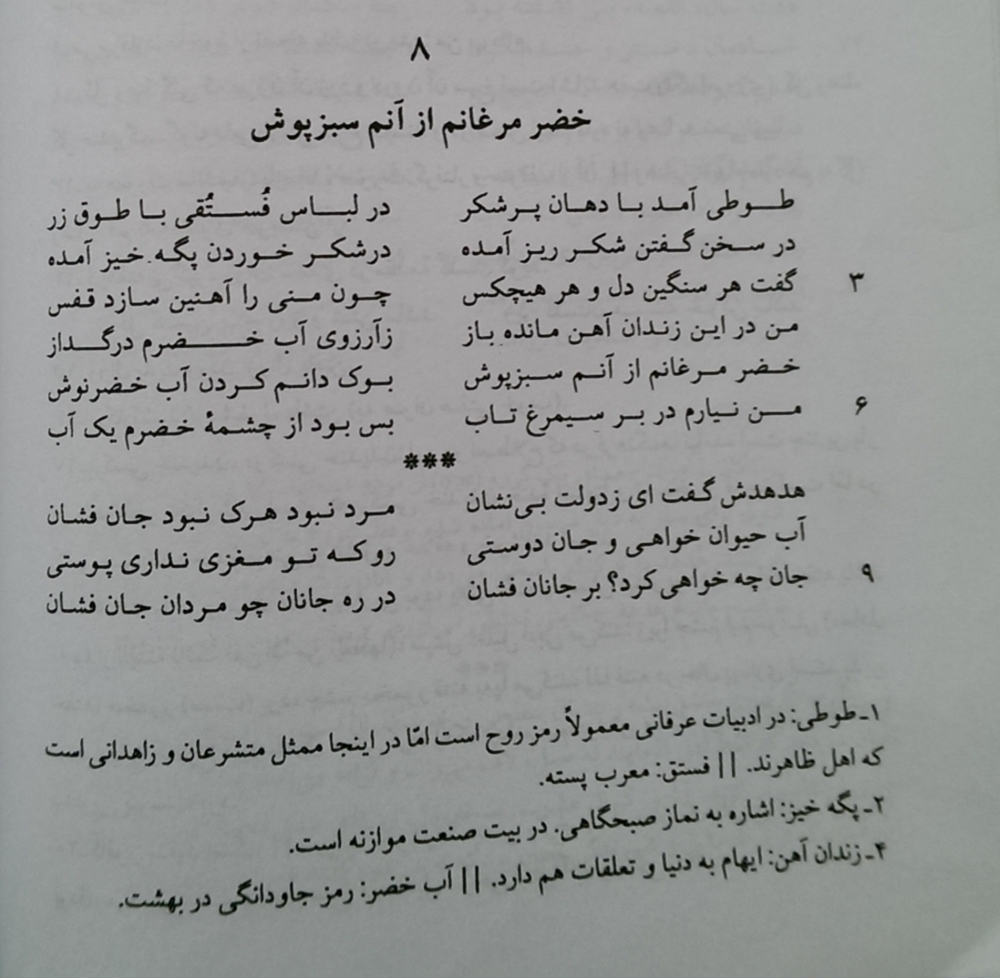 ۸
خضر مرغانم از آنم سبزپوش
طوطی آمد با دهان پرشکر در لباس فُستُقی با طوق زر
در سخن گفتن شکر ریز آمده درشکر خوردن پگه خیز آمده
۳ گفت هر سنگین دل و هر هیچکس چون منی را آهنین سازد قفس
من در این زندان آهن مانده باز زآرزوی آب خضرم درگداز
خضر مرغانم از آنم سبزپوش بوک دانم کردن آب خضرنوش
۶ من نیارم در بر سیمرغ تاب بس بود از چشمهٔ خضرم یک آب
***
هدهدش گفت ای زدولت بی‌نشان مرد نبود هرک نبود جان فشان
آب حیوان خواهی و جان دوستی رو که تو مغزی نداری پوستی
۹ جان چه خواهی کرد؟ بر جانان فشان در ره جانان چو مردان جان فشان
۱ـ طوطی: در ادبیات عرفانی معمولاً رمز روح است امّا در اینجا ممثل متشرعان و زاهدانی است
که اهل ظاهرند. || فستق: معرب پسته.
۲ـ پگه خیز: اشاره به نماز صبحگاهی. در بیت صنعت موازنه است.
۴ـ زندان آهن: ایهام به دنیا و تعلقات هم دارد. || آب خضر: رمز جاودانگی در بهشت.